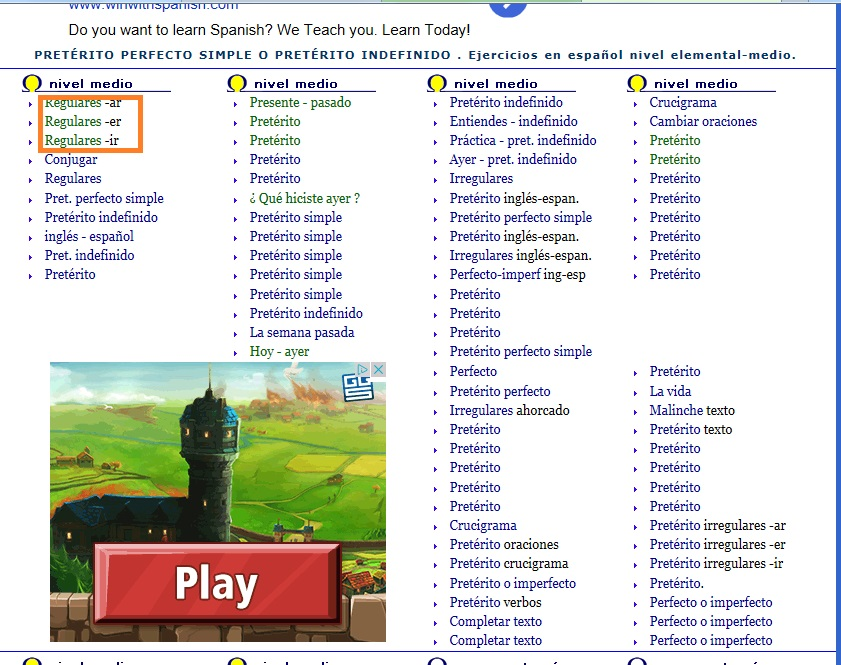 www.winwithspanish.com
Do you want to learn Spanish? We Teach you. Learn Today!
PRETÉRITO PERFECTO SIMPLE O PRETÉRITO INDEFINIDO . Ejercicios en español nivel elemental-medio.
nivel medio
Regulares -ar
Regulares -er
Regulares -ir
Conjugar
Regulares
Pret. perfecto simple
Pretérito indefinido
inglés - español
Pret. indefinido
Pretérito
nivel medio
Presente - pasado
Pretérito
Pretérito
Pretérito
Pretérito
¿ Qué hiciste ayer ?
Pretérito simple
Pretérito simple
Pretérito simple
Pretérito simple
Pretérito simple
Pretérito indefinido
La semana pasada
Hoy - ayer
Play
nivel medio
Pretérito indefinido
Entiendes - indefinido
Práctica - pret. indefinido
Ayer - pret. indefinido
Irregulares
Pretérito inglés-espan.
Pretérito perfecto simple
Pretérito inglés-espan.
Irregulares inglés-espan.
Perfecto-imperf ing-esp
Pretérito
Pretérito
Pretérito
Pretérito perfecto simple
Perfecto
Pretérito perfecto
Irregulares ahorcado
Pretérito
Pretérito
Pretérito
Pretérito
Pretérito
Crucigrama
Pretérito oraciones
Pretérito crucigrama
Pretérito o imperfecto
Pretérito verbos
Completar texto
Completar texto
nivel medio
Crucigrama
Cambiar oraciones
Pretérito
Pretérito
Pretérito
Pretérito
Pretérito
Pretérito
Pretérito
Pretérito
Pretérito
La vida
Malinche texto
Pretérito texto
Pretérito
Pretérito
Pretérito
Pretérito
Pretérito irregulares -ar
Pretérito irregulares -er
Pretérito irregulares -ir
Pretérito.
Perfecto o imperfecto
Perfecto o imperfecto
Perfecto o imperfecto